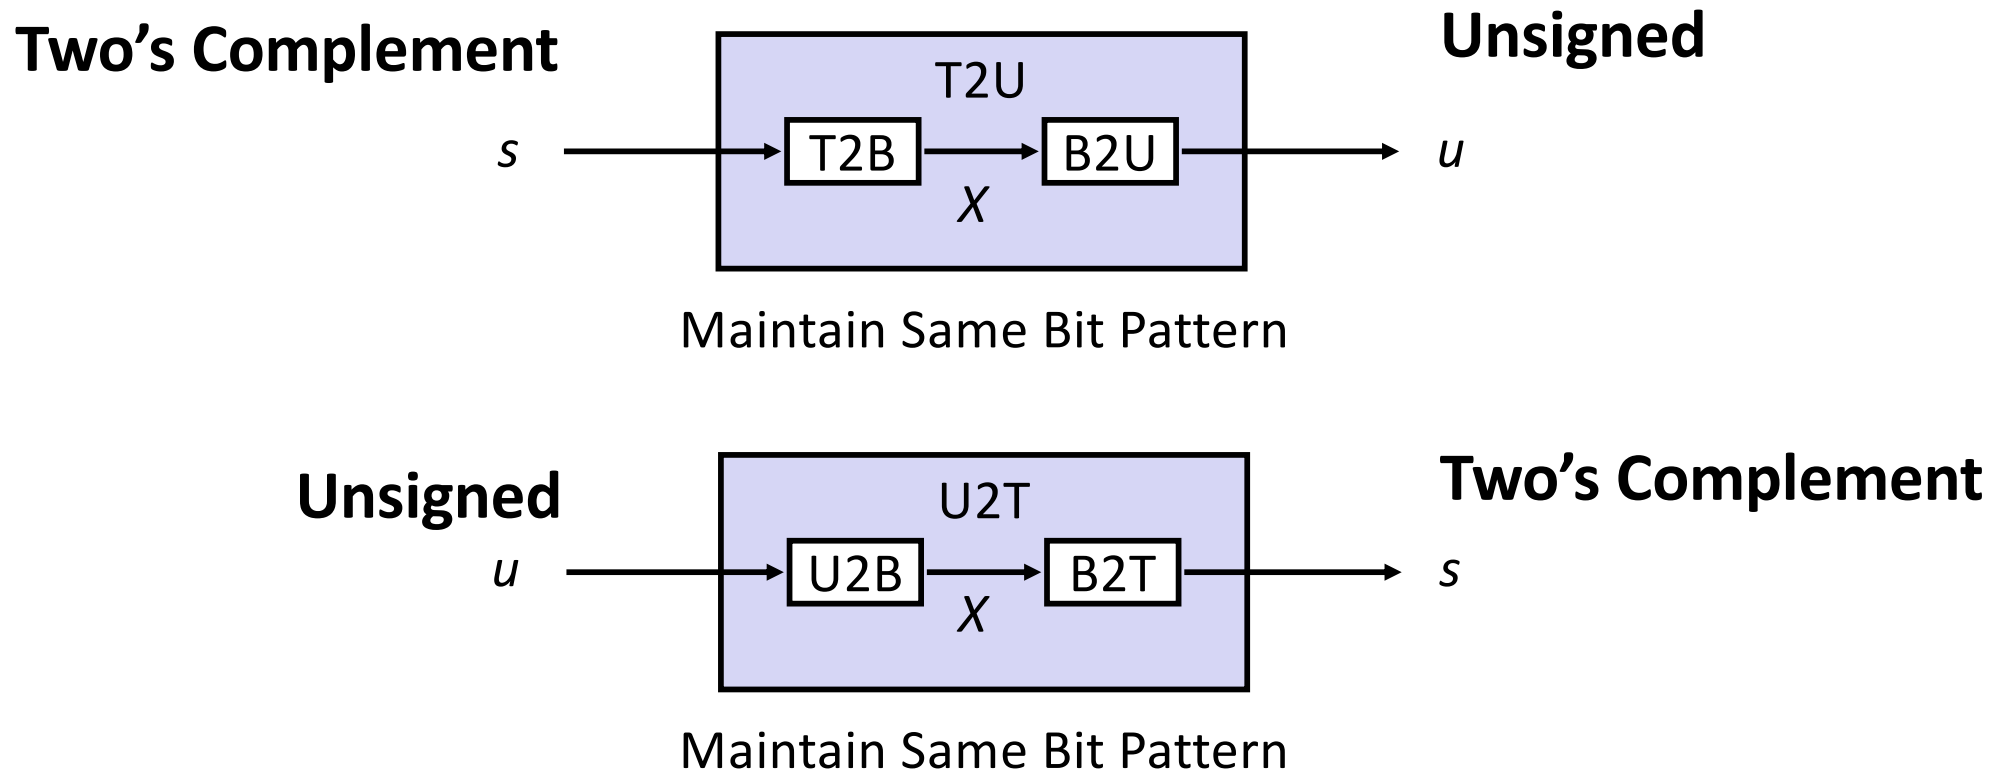 Two’s Complement
Unsigned
T2U
s
T2B
B2U
u
X
Maintain Same Bit Pattern
Unsigned
Two’s Complement
U2T
u
U2B
B2T
s
X
Maintain Same Bit Pattern